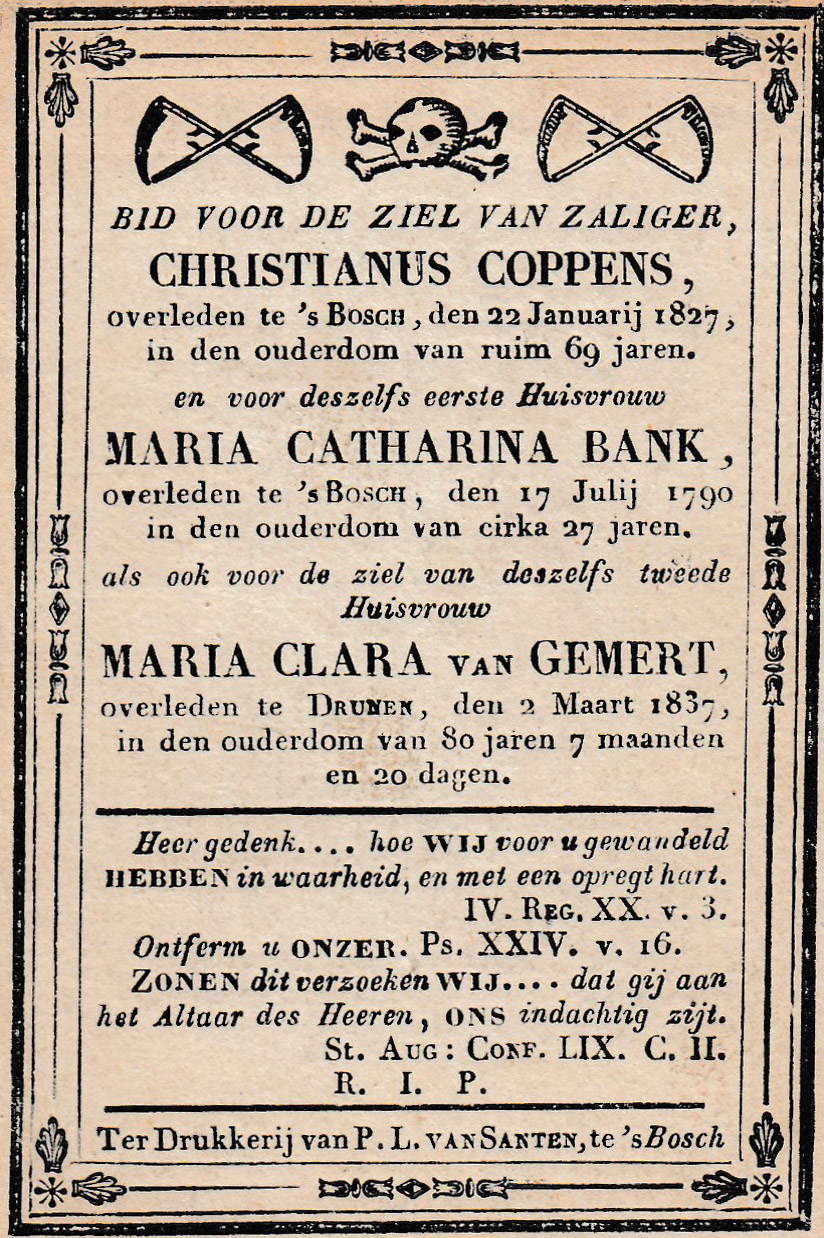 BID VOOR DE ZIEL VAN ZALIGER,
CHRISTIANUS COPPENS,
overleden te 's BOSCH, den 22 Januarij 1827,
in den ouderdom van ruim 69 jaren.
en voor deszelfs eerste Huisvrouw
MARIA CATHARINA BANK,
overleden te 's BOSCH, den 17 Julij 1790
in den ouderdom van cirka 27 jaren.
als ook voor de ziel van deszelfs tweede
Huisvrouw
MARIA CLARA VAN GEMERT,
overleden te DRUNEN, den 2 Maart 1837,
in den ouderdom van 80 jaren 7 maanden
en 20 dagen.
Heer gedenk.... hoe WIJ voor u gewandeld
HEBBEN in waarheid, en met een opregt hart.
IV. REG. XX. v. 3.
Ontferm u ONZER. Ps. XXIV. v. 16.
ZONEN dit verzoeken WIJ.... dat gij aan
het Altaar des Heeren, ONS indachtig zijt.
St. AUG: CONF. LIX. C. II.
R. I. P.
Ter Drukkerij van P. L. VAN SANTEN, te 's Bosch